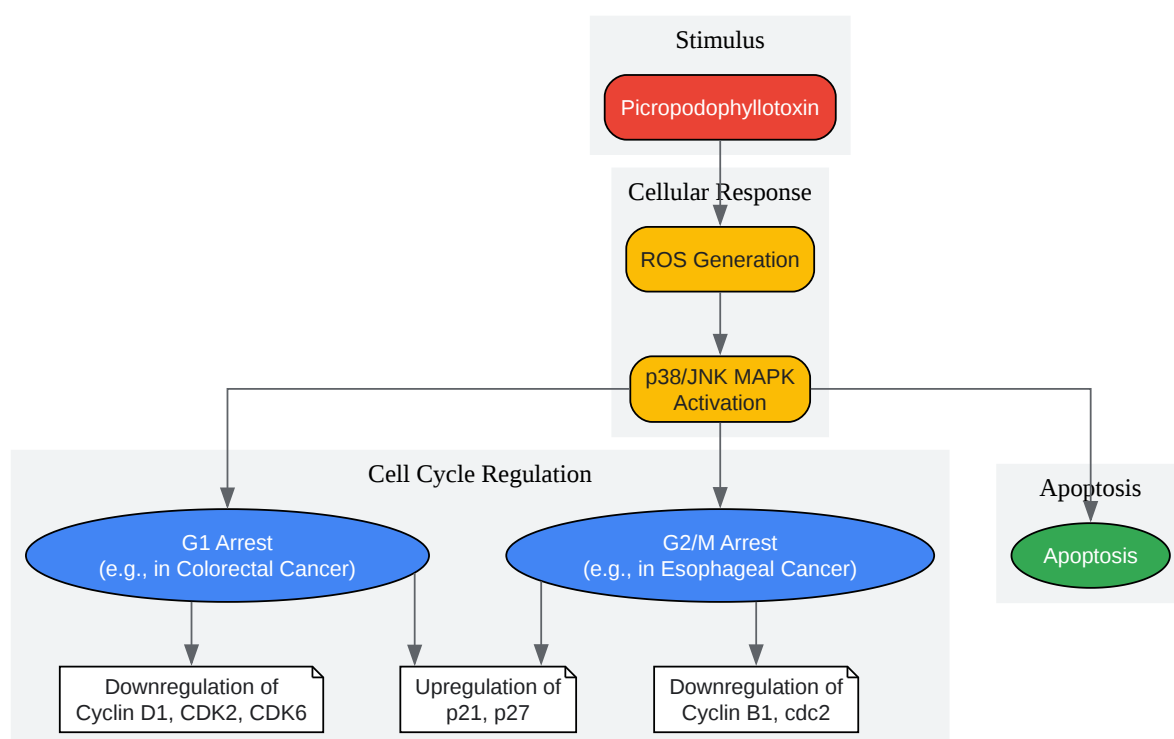 Stimulus
Picropodophyllotoxin
Cellular Response
ROS Generation
p38/JNK MAPK
Activation
Cell Cycle Regulation
G1 Arrest
(e.g., in Colorectal Cancer)
G2/M Arrest
(e.g., in Esophageal Cancer)
Apoptosis
Apoptosis
Downregulation of
Cyclin D1, CDK2, CDK6
Upregulation of
p21, p27
Downregulation of
Cyclin B1, cdc2